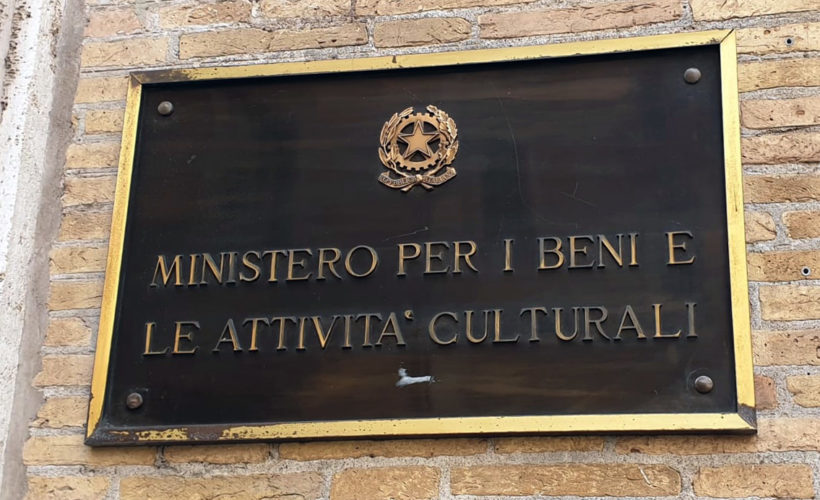 MINISTERO PER I BENI E
LE ATTIVITA' CULTURALI